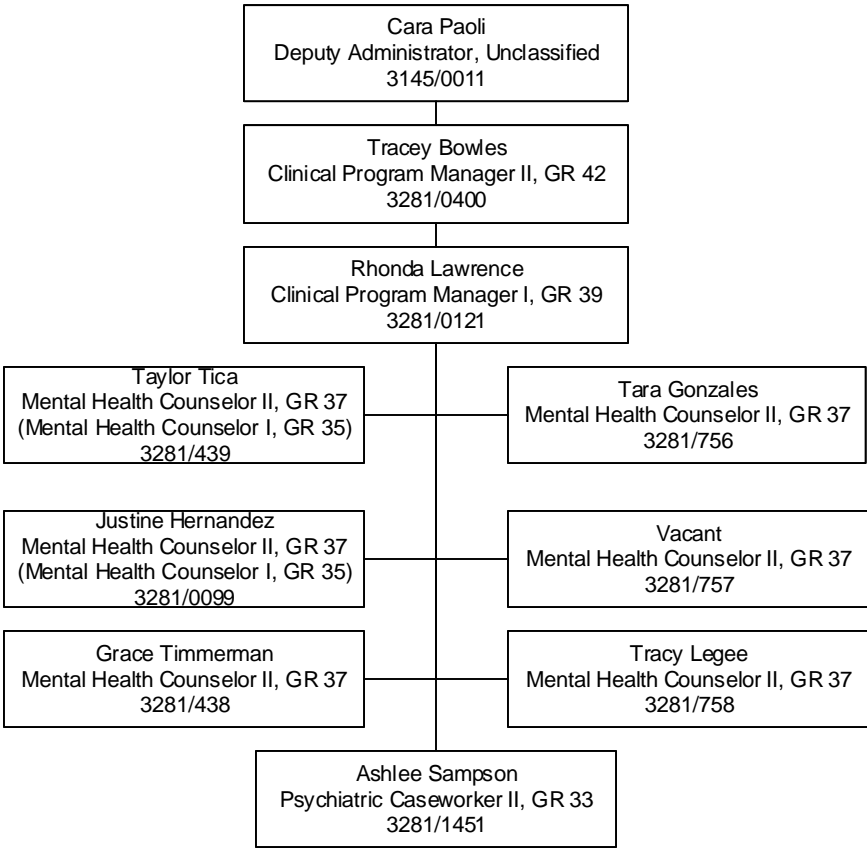 Cara Paoli
Deputy Administrator, Unclassified
3145/0011
Tracey Bowles
Clinical Program Manager II, GR 42
3281/0400
Rhonda Lawrence
Clinical Program Manager I, GR 39
3281/0121
Taylor Tica
Mental Health Counselor II, GR 37
(Mental Health Counselor I, GR 35)
3281/439
Tara Gonzales
Mental Health Counselor II, GR 37
3281/756
Justine Hernandez
Mental Health Counselor II, GR 37
(Mental Health Counselor I, GR 35)
3281/0099
Vacant
Mental Health Counselor II, GR 37
3281/757
Grace Timmerman
Mental Health Counselor II, GR 37
3281/438
Tracy Legee
Mental Health Counselor II, GR 37
3281/758
Ashlee Sampson
Psychiatric Caseworker II, GR 33
3281/1451